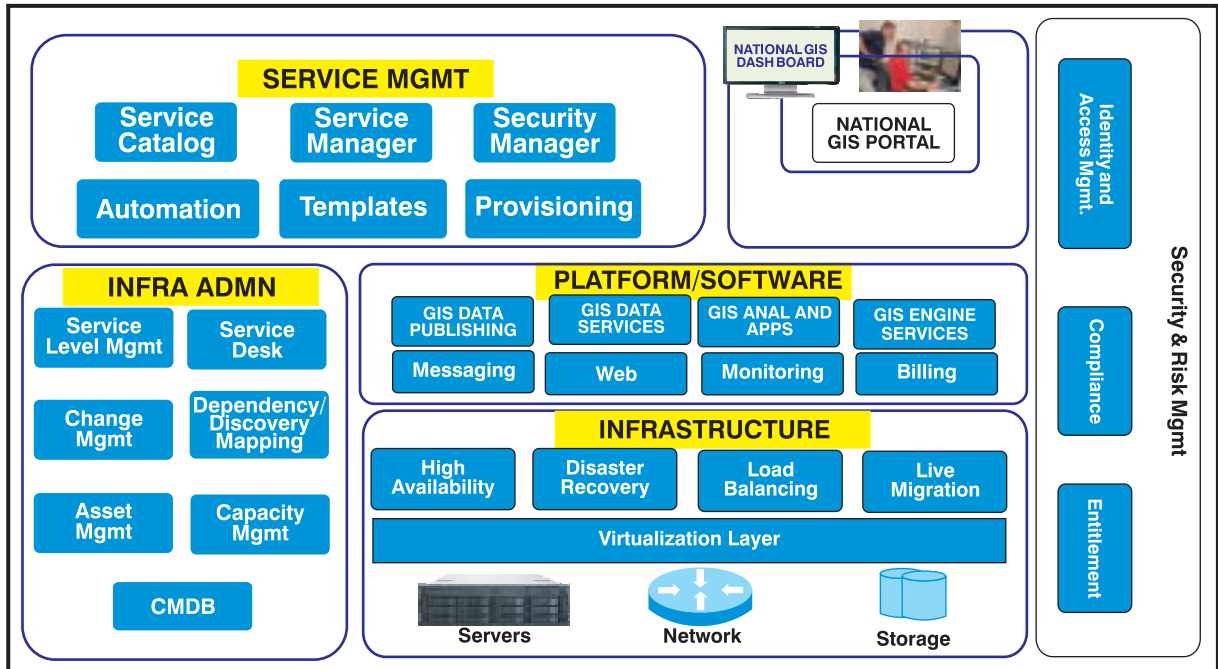 SERVICE MGMT
Service
Catalog
Service
Manager
Security
Manager
Automation
Templates
Provisioning
NATIONAL GIS
DASH BOARD
NATIONAL
GIS PORTAL
INFRA ADMN
Service
Level Mgmt
Service
Desk
Change
Mgmt
Dependency/
Discovery
Mapping
Asset
Mgmt
Capacity
Mgmt
CMDB
PLATFORM/SOFTWARE
GIS DATA
PUBLISHING
GIS DATA
SERVICES
GIS ANAL AND
APPS
GIS ENGINE
SERVICES
Messaging
Web
Monitoring
Billing
INFRASTRUCTURE
High
Availability
Disaster
Recovery
Load
Balancing
Live
Migration
Virtualization Layer
Servers
Network
Storage
Identity and
Access Mgmt.
Compliance
Entitlement
Security & Risk Mgmt